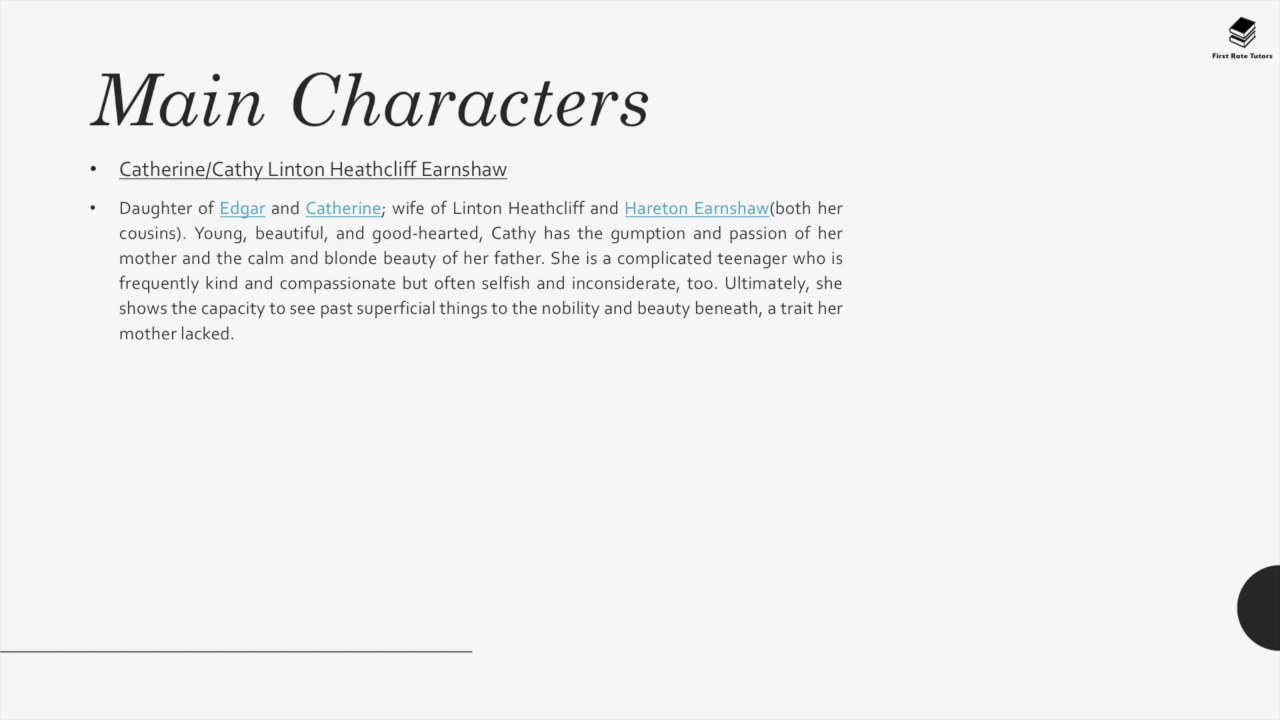 First Rate Tutors
Main Characters
• Catherine/Cathy Linton Heathcliff Earnshaw
• Daughter of Edgar and Catherine; wife of Linton Heathcliff and Hareton Earnshaw(both her
cousins). Young, beautiful, and good-hearted, Cathy has the gumption and passion of her
mother and the calm and blonde beauty of her father. She is a complicated teenager who is
frequently kind and compassionate but often selfish and inconsiderate, too. Ultimately, she
shows the capacity to see past superficial things to the nobility and beauty beneath, a trait her
mother lacked.